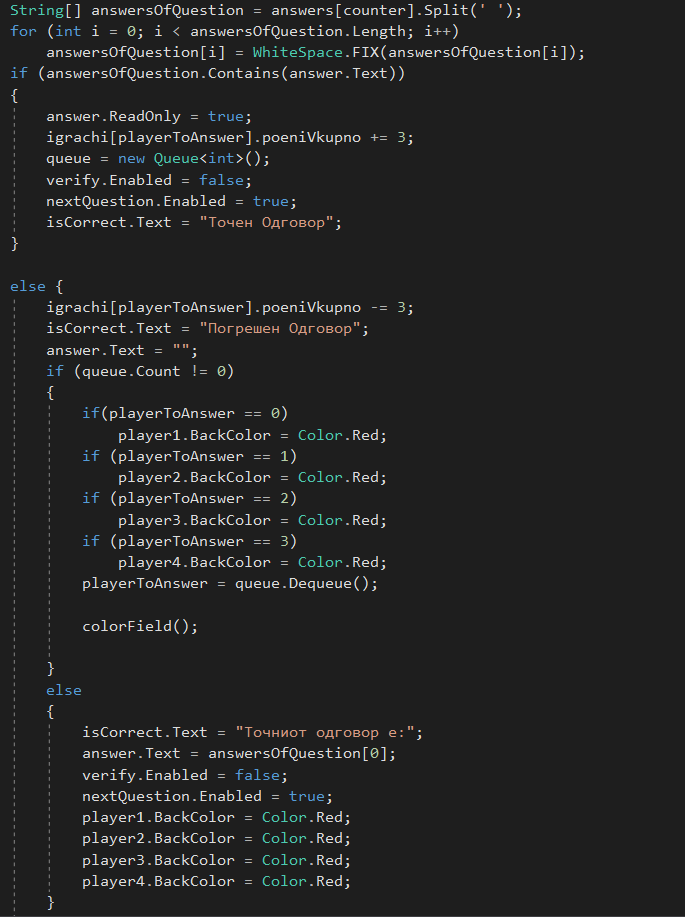 String[] answersOfQuestion = answers[counter].Split(' ');
for (int i = 0; i < answersOfQuestion.Length; i++)
    answersOfQuestion[i] = WhiteSpace.FIX(answersOfQuestion[i]);
if (answersOfQuestion.Contains(answer.Text))
{
    answer.ReadOnly = true;
    igrachi[playerToAnswer].poeniVkupno += 3;
    queue = new Queue<int>();
    verify.Enabled = false;
    nextQuestion.Enabled = true;
    isCorrect.Text = "Точен Одговор";
}
else {
    igrachi[playerToAnswer].poeniVkupno -= 3;
    isCorrect.Text = "Погрешен Одговор";
    answer.Text = "";
    if (queue.Count != 0)
    {
        if(playerToAnswer == 0)
            player1.BackColor = Color.Red;
        if (playerToAnswer == 1)
            player2.BackColor = Color.Red;
        if (playerToAnswer == 2)
            player3.BackColor = Color.Red;
        if (playerToAnswer == 3)
            player4.BackColor = Color.Red;
        playerToAnswer = queue.Dequeue();
        colorField();
    }
    else
    {
        isCorrect.Text = "Точниот одговор е:";
        answer.Text = answersOfQuestion[0];
        verify.Enabled = false;
        nextQuestion.Enabled = true;
        player1.BackColor = Color.Red;
        player2.BackColor = Color.Red;
        player3.BackColor = Color.Red;
        player4.BackColor = Color.Red;
    }